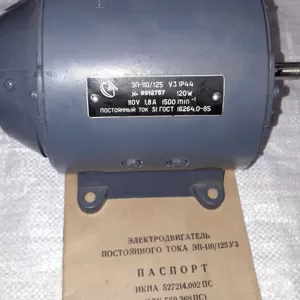 ЭП-110/125 У3 IP44
№ 9912787 120W
110V 1,8A 1500 min⁻¹
ПОСТОЯННЫЙ ТОК S1 ГОСТ 16264.0-85
ЭЛЕКТРОДВИГАТЕЛЬ
ПОСТОЯННОГО ТОКА ЭП-110/125У3
ПАСПОРТ
ИКНА 527214.002 ПС